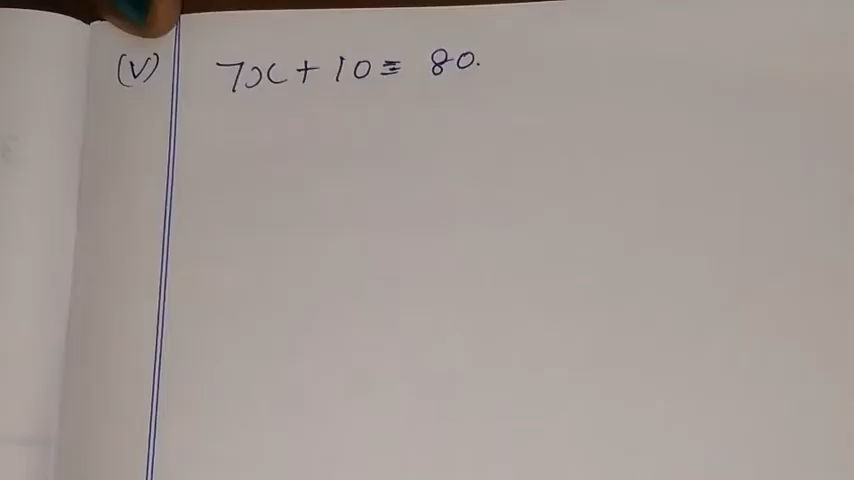 (V) 7x + 10 = 80.